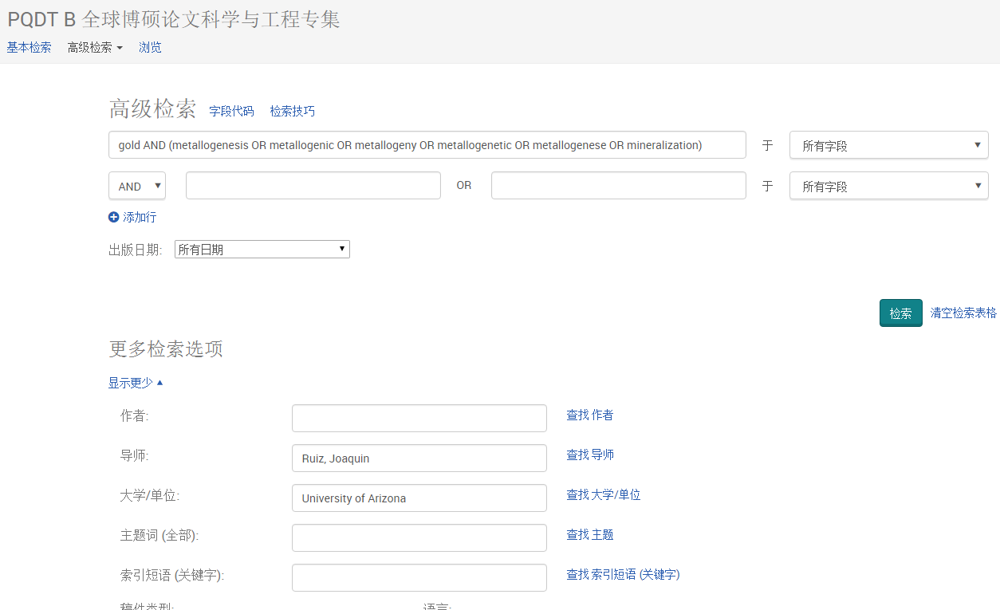 PQDT B 全球博硕论文科学与工程专集
基本检索 高级检索 浏览
高级检索 字段代码 检索技巧
gold AND (metallogenesis OR metallogenic OR metallogeny OR metallogenetic OR metallogenese OR mineralization) 于 所有字段
AND OR 于 所有字段
添加行
出版日期: 所有日期
检索 清空检索表格
更多检索选项
显示更少
作者: 查找 作者
导师: Ruiz, Joaquin 查找 导师
大学/单位: University of Arizona 查找 大学/单位
主题词 (全部): 查找 主题
索引短语 (关键字): 查找 索引短语 (关键字)
稿件类型: 语言: